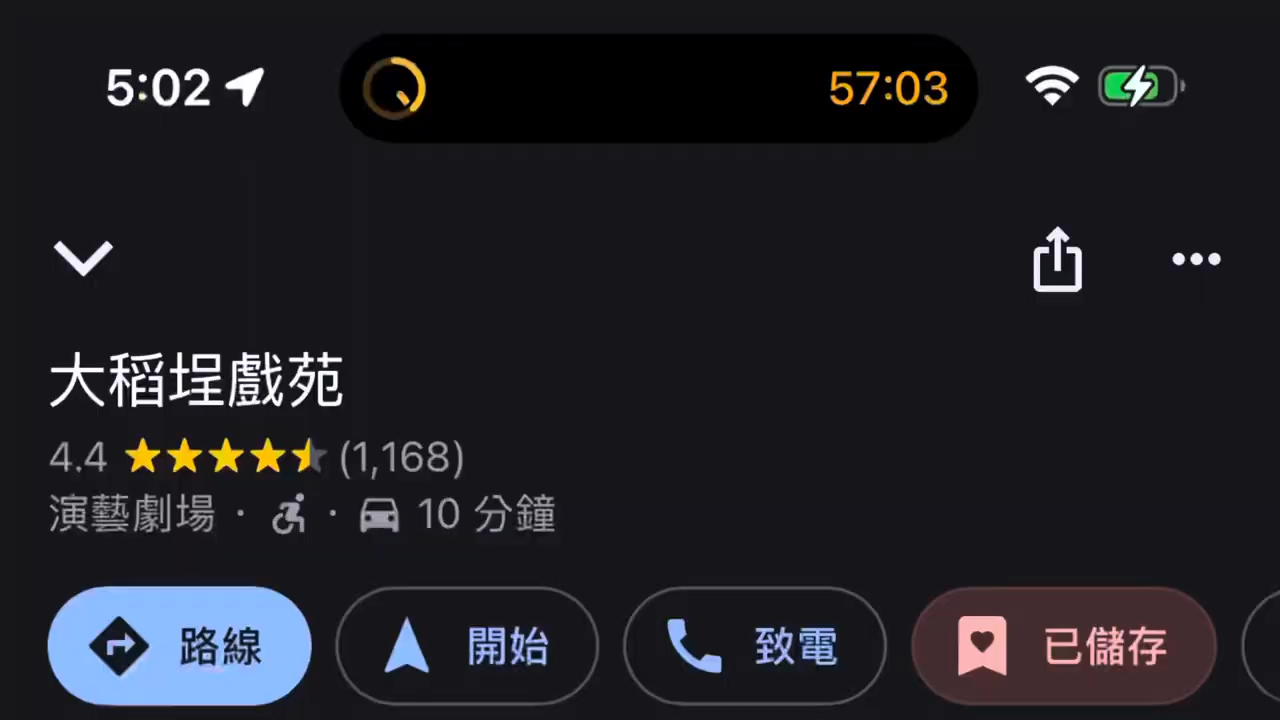 5:02
57:03
大稻埕戲苑
4.4 (1,168)
演藝劇場 · · 10 分鐘
路線 開始 致電 已儲存